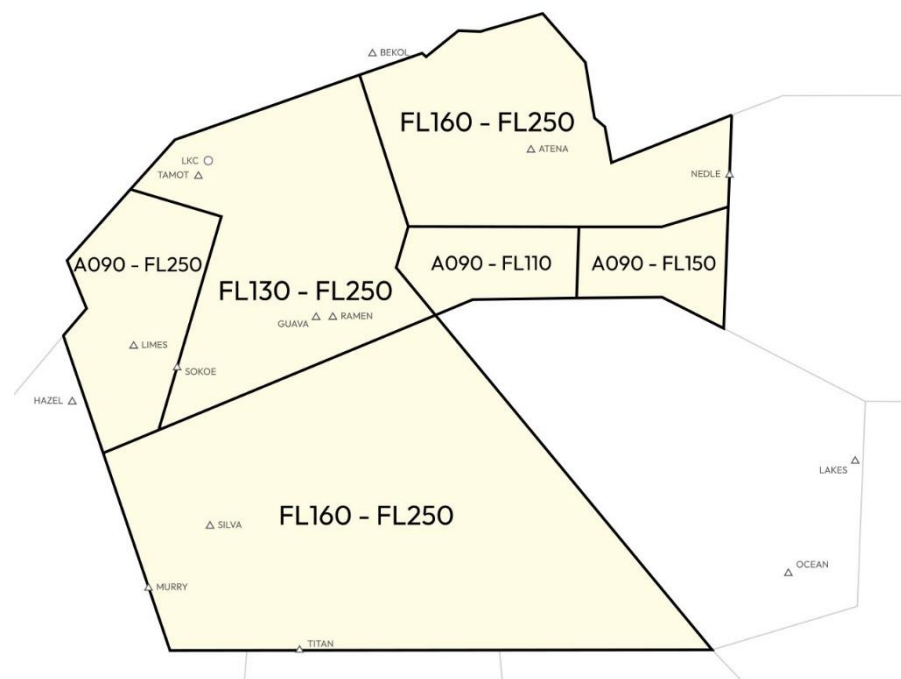 BEKOL
FL160 - FL250
ATENA
LKC
TAMOT
NEDLE
A090 - FL250
A090 - FL110
A090 - FL150
FL130 - FL250
GUAVA
RAMEN
LIMES
SOKOE
HAZEL
LAKES
FL160 - FL250
SILVA
OCEAN
MURRY
TITAN